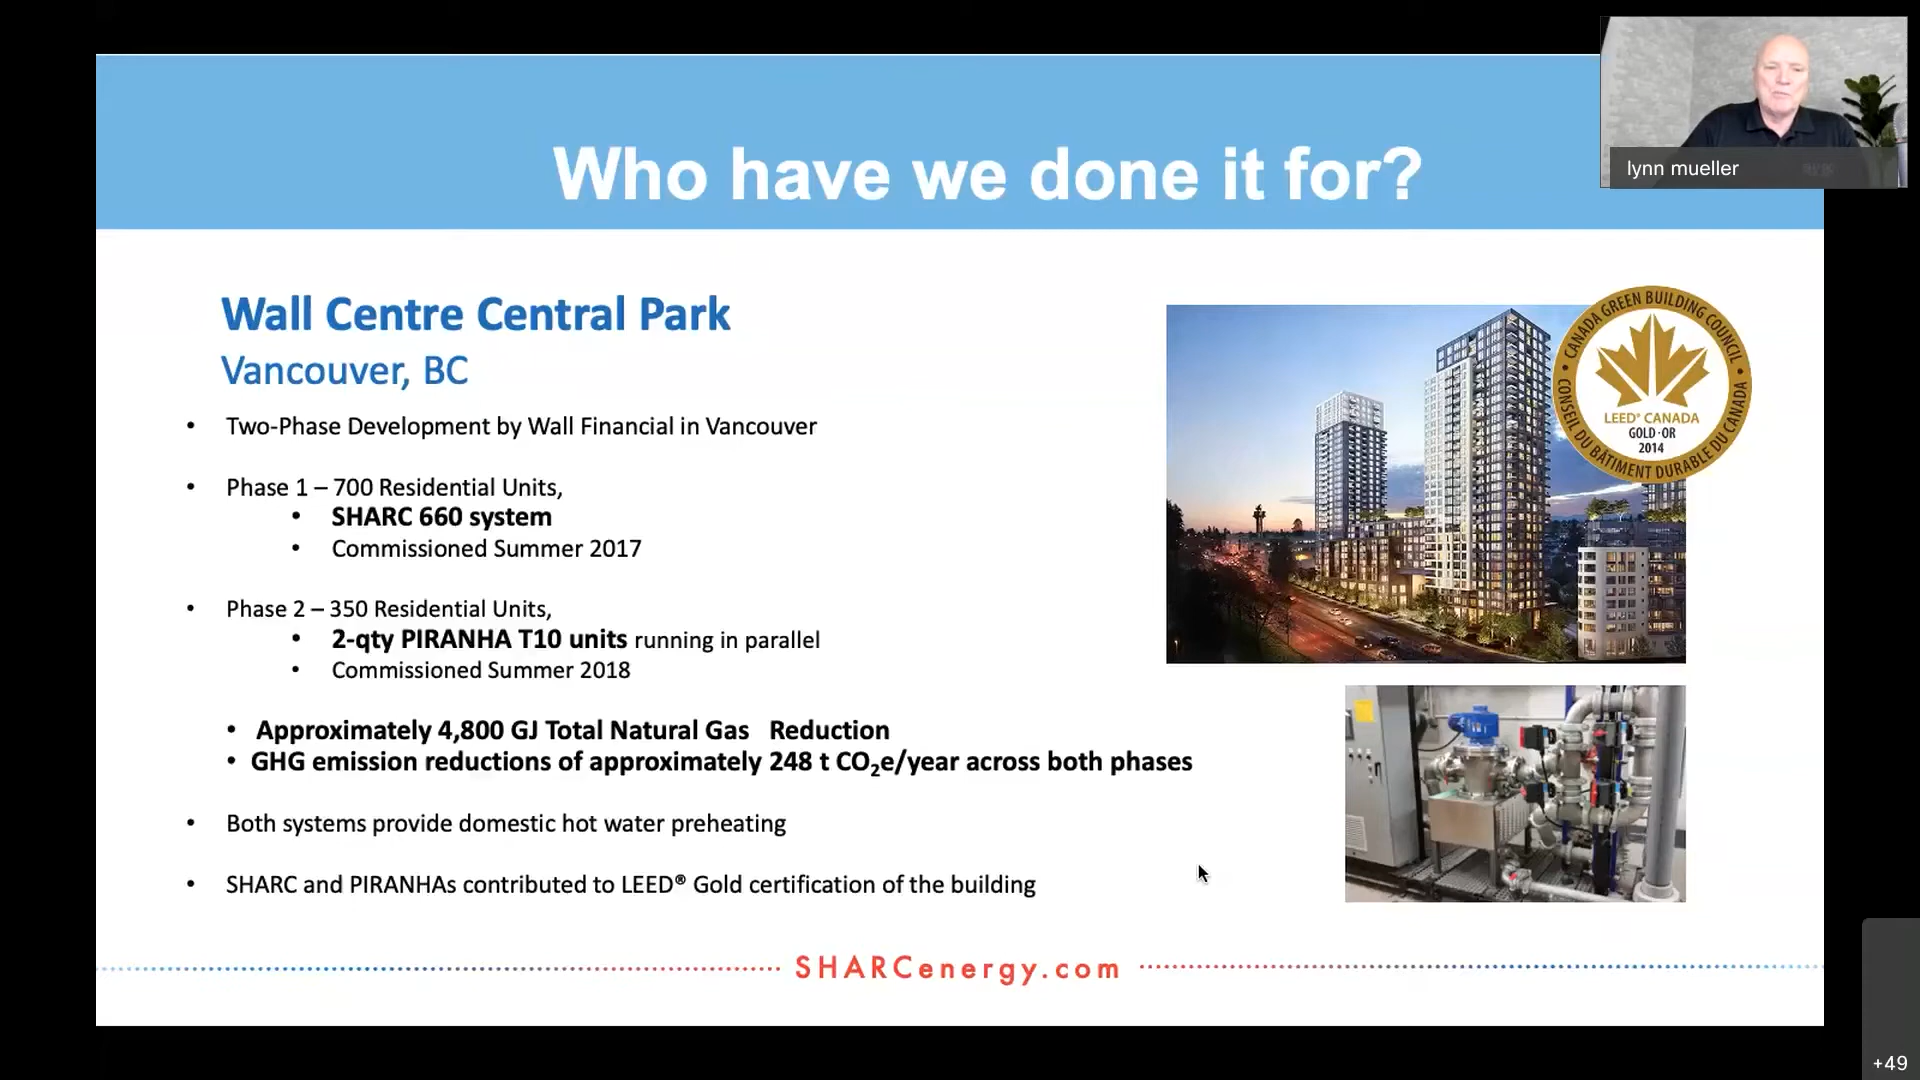 Who have we done it for?
lynn mueller
Wall Centre Central Park
Vancouver, BC
• Two-Phase Development by Wall Financial in Vancouver
• Phase 1 – 700 Residential Units,
• SHARC 660 system
• Commissioned Summer 2017
• Phase 2 – 350 Residential Units,
• 2-qty PIRANHA T10 units running in parallel
• Commissioned Summer 2018
• Approximately 4,800 GJ Total Natural Gas   Reduction
• GHG emission reductions of approximately 248 t CO₂e/year across both phases
• Both systems provide domestic hot water preheating
• SHARC and PIRANHAs contributed to LEED® Gold certification of the building
• CANADA GREEN BUILDING COUNCIL •
CONSEIL DU BÂTIMENT DURABLE DU CANADA
LEED® CANADA
GOLD·OR
2014
SHARCenergy.com
+49